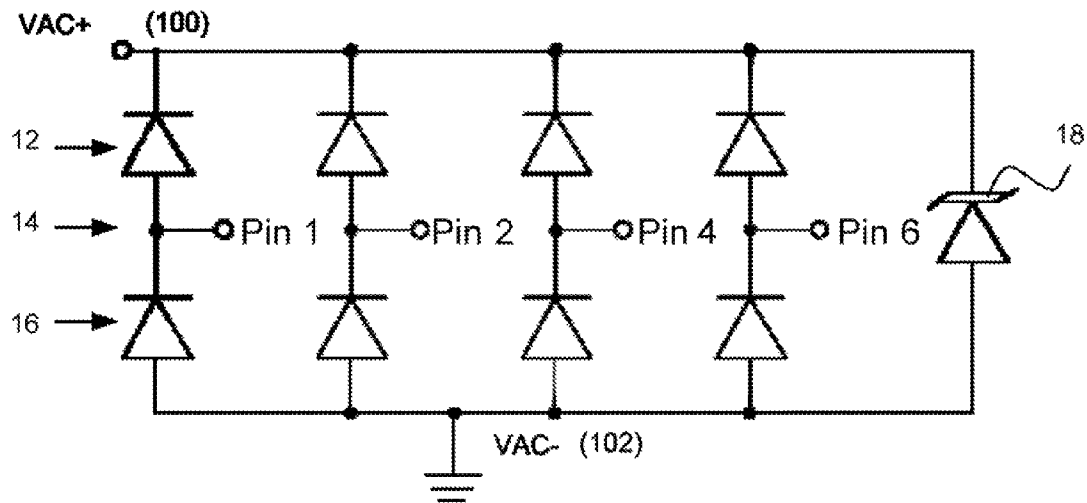 VAC+ (100)
12
18
14
Pin 1
Pin 2
Pin 4
Pin 6
16
VAC- (102)